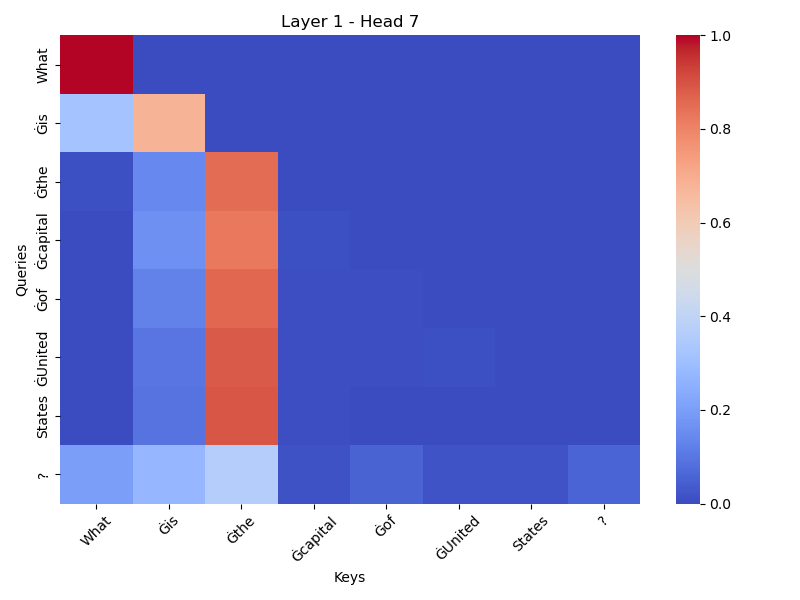 Layer 1 - Head 7
Queries
What
Ġis
Ġthe
Ġcapital
Ġof
ĠUnited
States
?
What
Ġis
Ġthe
Ġcapital
Ġof
ĠUnited
States
?
Keys
1.0
0.8
0.6
0.4
0.2
0.0